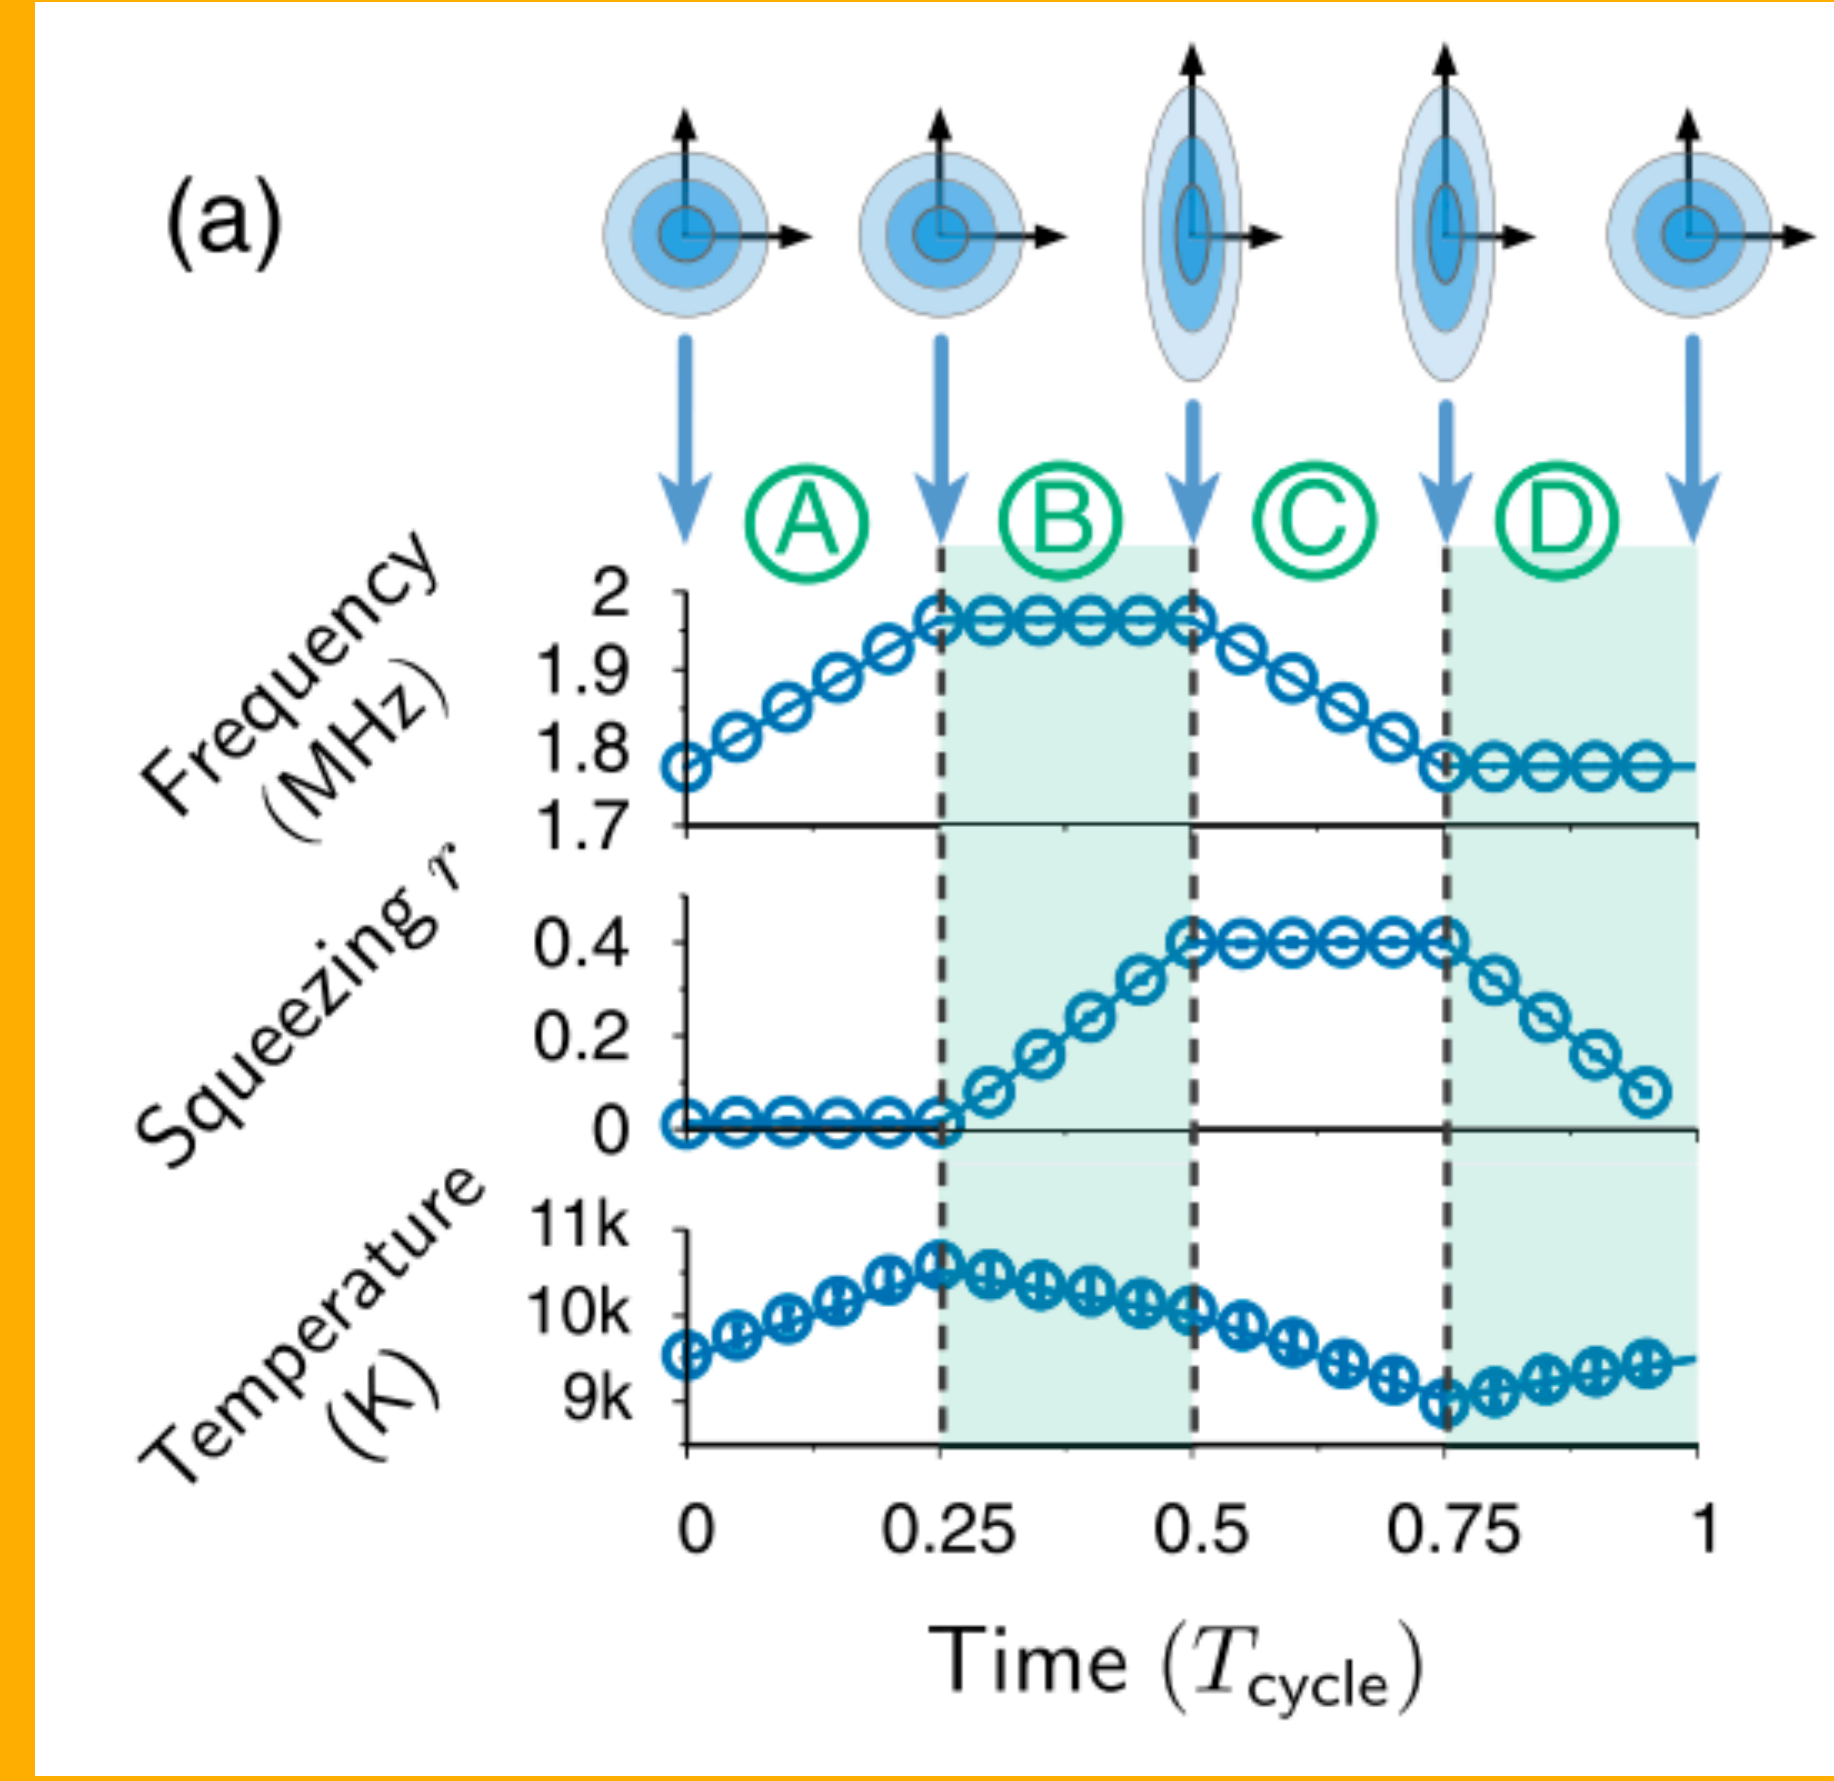 (a)
A B C D
Frequency
(MHz)
2
1.9
1.8
1.7
Squeezing r
0.4
0.2
0
Temperature
(K)
11k
10k
9k
0 0.25 0.5 0.75 1
Time (Tcycle)